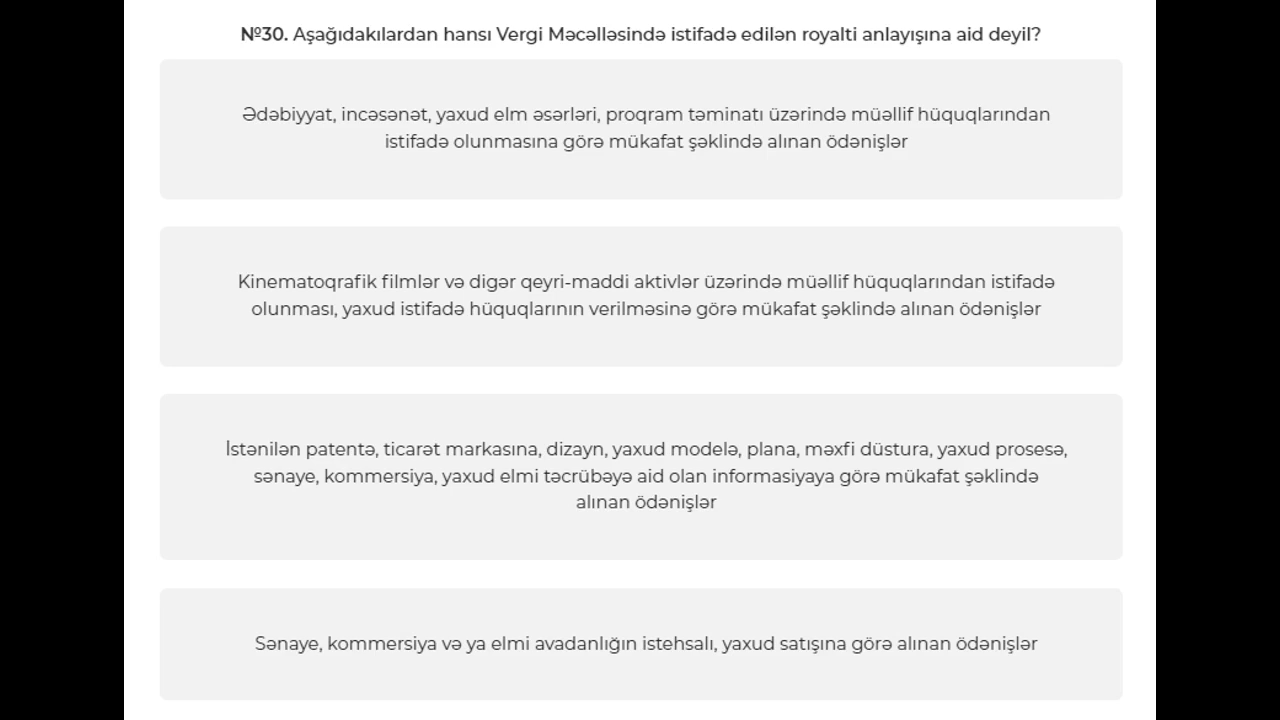 №30. Aşağıdakılardan hansı Vergi Məcəlləsində istifadə edilən royalti anlayışına aid deyil?
Ədəbiyyat, incəsənət, yaxud elm əsərləri, proqram təminatı üzərində müəllif hüquqlarından
istifadə olunmasına görə mükafat şəklində alınan ödənişlər
Kinematoqrafik filmlər və digər qeyri-maddi aktivlər üzərində müəllif hüquqlarından istifadə
olunması, yaxud istifadə hüquqlarının verilməsinə görə mükafat şəklində alınan ödənişlər
İstənilən patentə, ticarət markasına, dizayn, yaxud modelə, plana, məxfi düstura, yaxud prosesə,
sənaye, kommersiya, yaxud elmi təcrübəyə aid olan informasiyaya görə mükafat şəklində
alınan ödənişlər
Sənaye, kommersiya və ya elmi avadanlığın istehsalı, yaxud satışına görə alınan ödənişlər